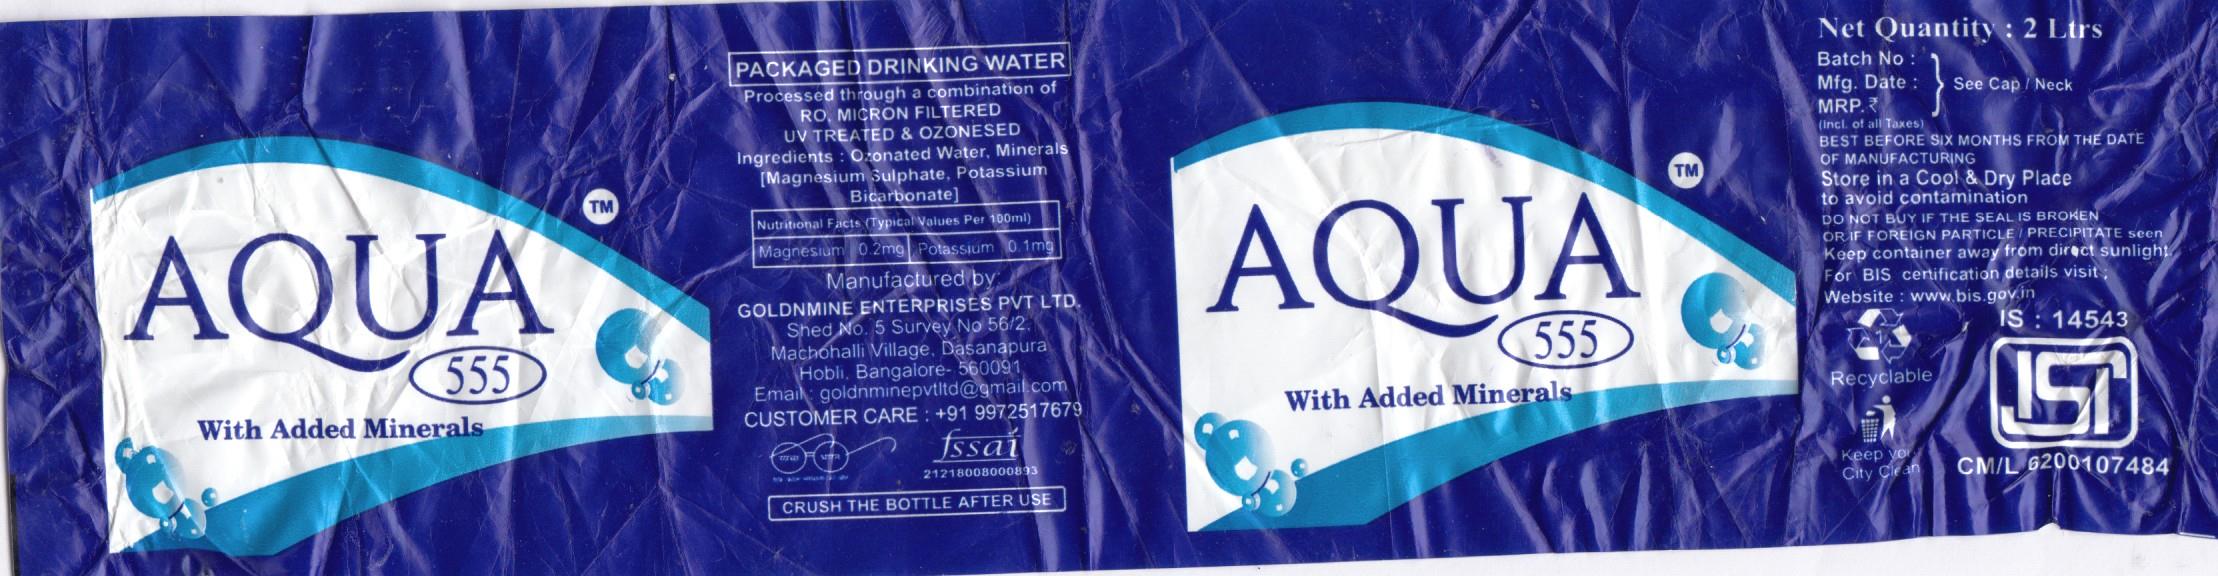 AQUA
TM
555
With Added Minerals
PACKAGED DRINKING WATER
Processed through a combination of
RO, MICRON FILTERED
UV TREATED & OZONESED
Ingredients : Ozonated Water, Minerals
[Magnesium Sulphate, Potassium
Bicarbonate]
Nutritional Facts (Typical Values Per 100ml)
Magnesium 0.2mg Potassium 0.1mg
Manufactured by:
GOLDNMINE ENTERPRISES PVT LTD.
Shed No. 5 Survey No 56/2,
Machohalli Village, Dasanapura
Hobli, Bangalore- 560091
Email : goldnminepvtltd@gmail.com
CUSTOMER CARE : +91 9972517679
fssai
21218008000893
CRUSH THE BOTTLE AFTER USE
AQUA
TM
555
With Added Minerals
Net Quantity : 2 Ltrs
Batch No :
Mfg. Date : } See Cap / Neck
MRP.₹
(Incl. of all Taxes)
BEST BEFORE SIX MONTHS FROM THE DATE
OF MANUFACTURING
Store in a Cool & Dry Place
to avoid contamination
DO NOT BUY IF THE SEAL IS BROKEN
OR IF FOREIGN PARTICLE / PRECIPITATE seen
Keep container away from direct sunlight.
For BIS certification details visit ;
Website : www.bis.gov.in
IS : 14543
Recyclable
Keep you
City Clean
ISI
CM/L 6200107484